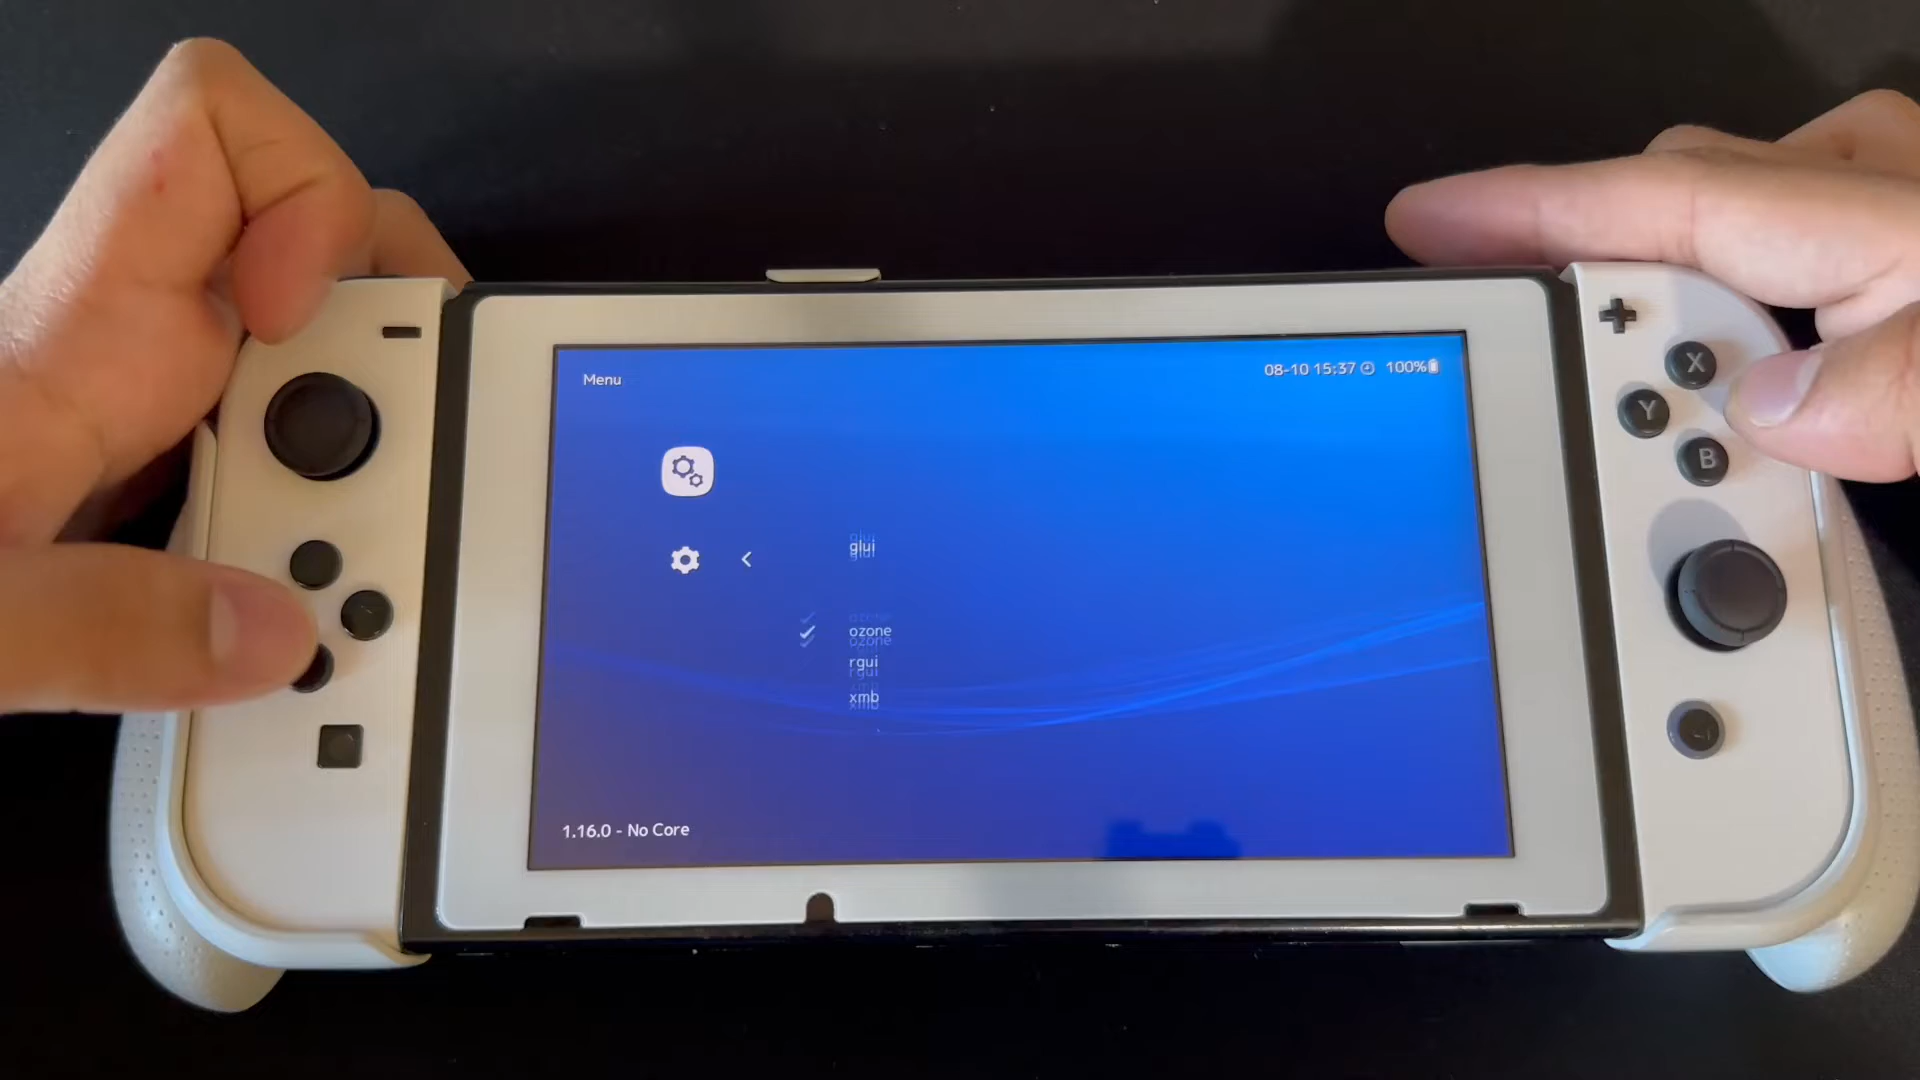 Menu
08-10 15:37 100%
glui
ozone
rgui
xmb
1.16.0 - No Core
X
Y
B